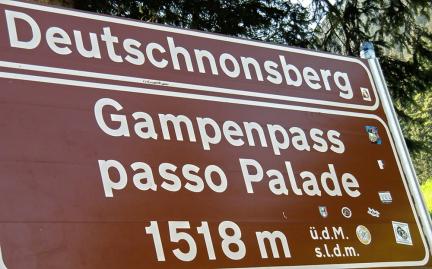 Deutschnonsberg
Gampenpass
passo Palade
1518 m ü.d.M.
s.l.d.m.